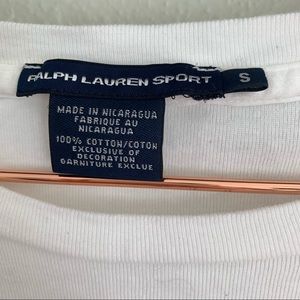 RALPH LAUREN SPORT
S
MADE IN NICARAGUA
FABRIQUE AU
NICARAGUA
100% COTTON/COTON
EXCLUSIVE OF
DECORATION
GARNITURE EXCLUE